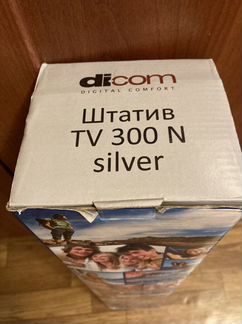 dicom
DIGITAL COMFORT
Штатив
TV 300 N
silver